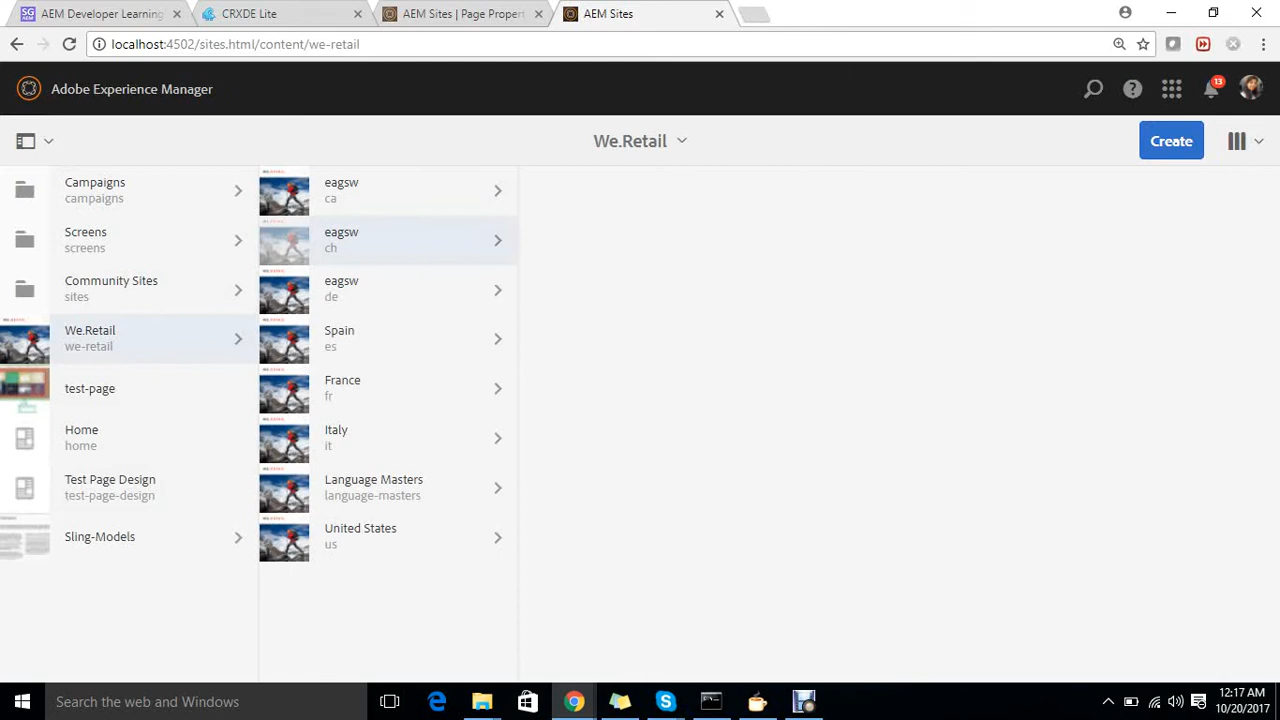 AEM Developer Learning
CRXDE Lite
AEM Sites | Page Propert
AEM Sites
localhost:4502/sites.html/content/we-retail
Adobe Experience Manager
13
We.Retail
Create
Campaigns
campaigns
Screens
screens
Community Sites
sites
We.Retail
we-retail
test-page
Home
home
Test Page Design
test-page-design
Sling-Models
eagsw
ca
eagsw
ch
eagsw
de
Spain
es
France
fr
Italy
it
Language Masters
language-masters
United States
us
Search the web and Windows
12:17 AM
10/20/2017